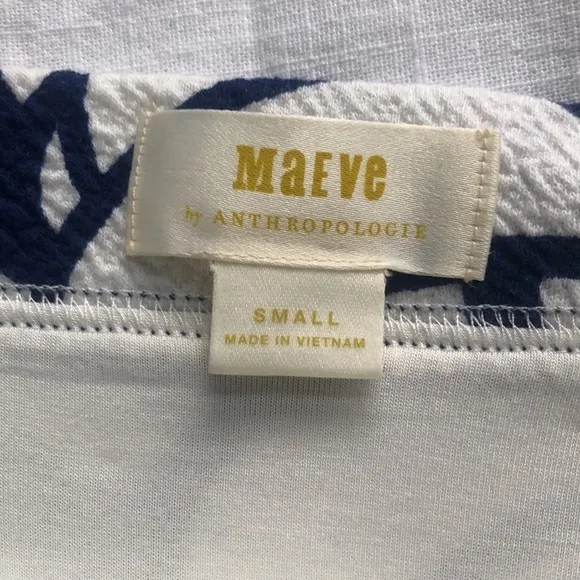 MaEVe
by ANTHROPOLOGIE
SMALL
MADE IN VIETNAM